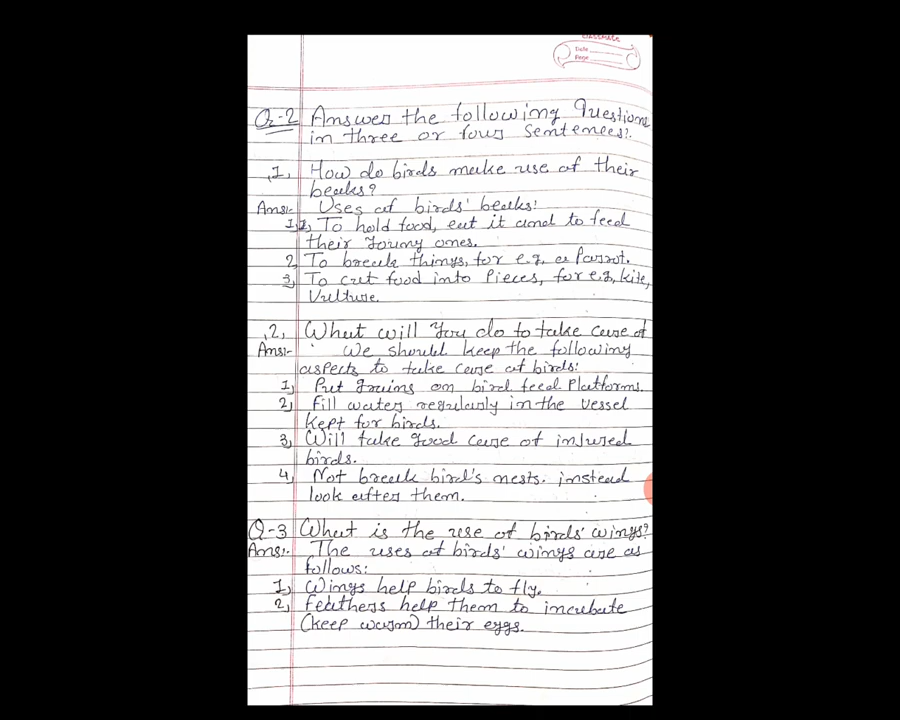 classmate
Date
Page
Q-2 Answer the following Questions
in three or four sentences:.
1, How do birds make use of their
beaks?
Ans:- Uses of birds' beaks:
1, To hold food, eat it and to feed
their young ones.
2, To break things, for e.g, a Parrot.
3, To cut food into Pieces, for e.g, kite,
Vulture.
2, What will you do to take care of
Ans:- We should keep the following
aspects to take care of birds:
1, Put grains on bird feed Platforms.
2, Fill water regularly in the vessel
kept for birds.
3, Will take good care of injured
birds.
4, Not break bird's nests. instead
look after them.
Q-3 What is the use of birds' wings?
Ans:- The uses of birds' wings are as
follows:
1, Wings help birds to fly.
2, Feathers help them to incubate
(keep warm) their eggs.